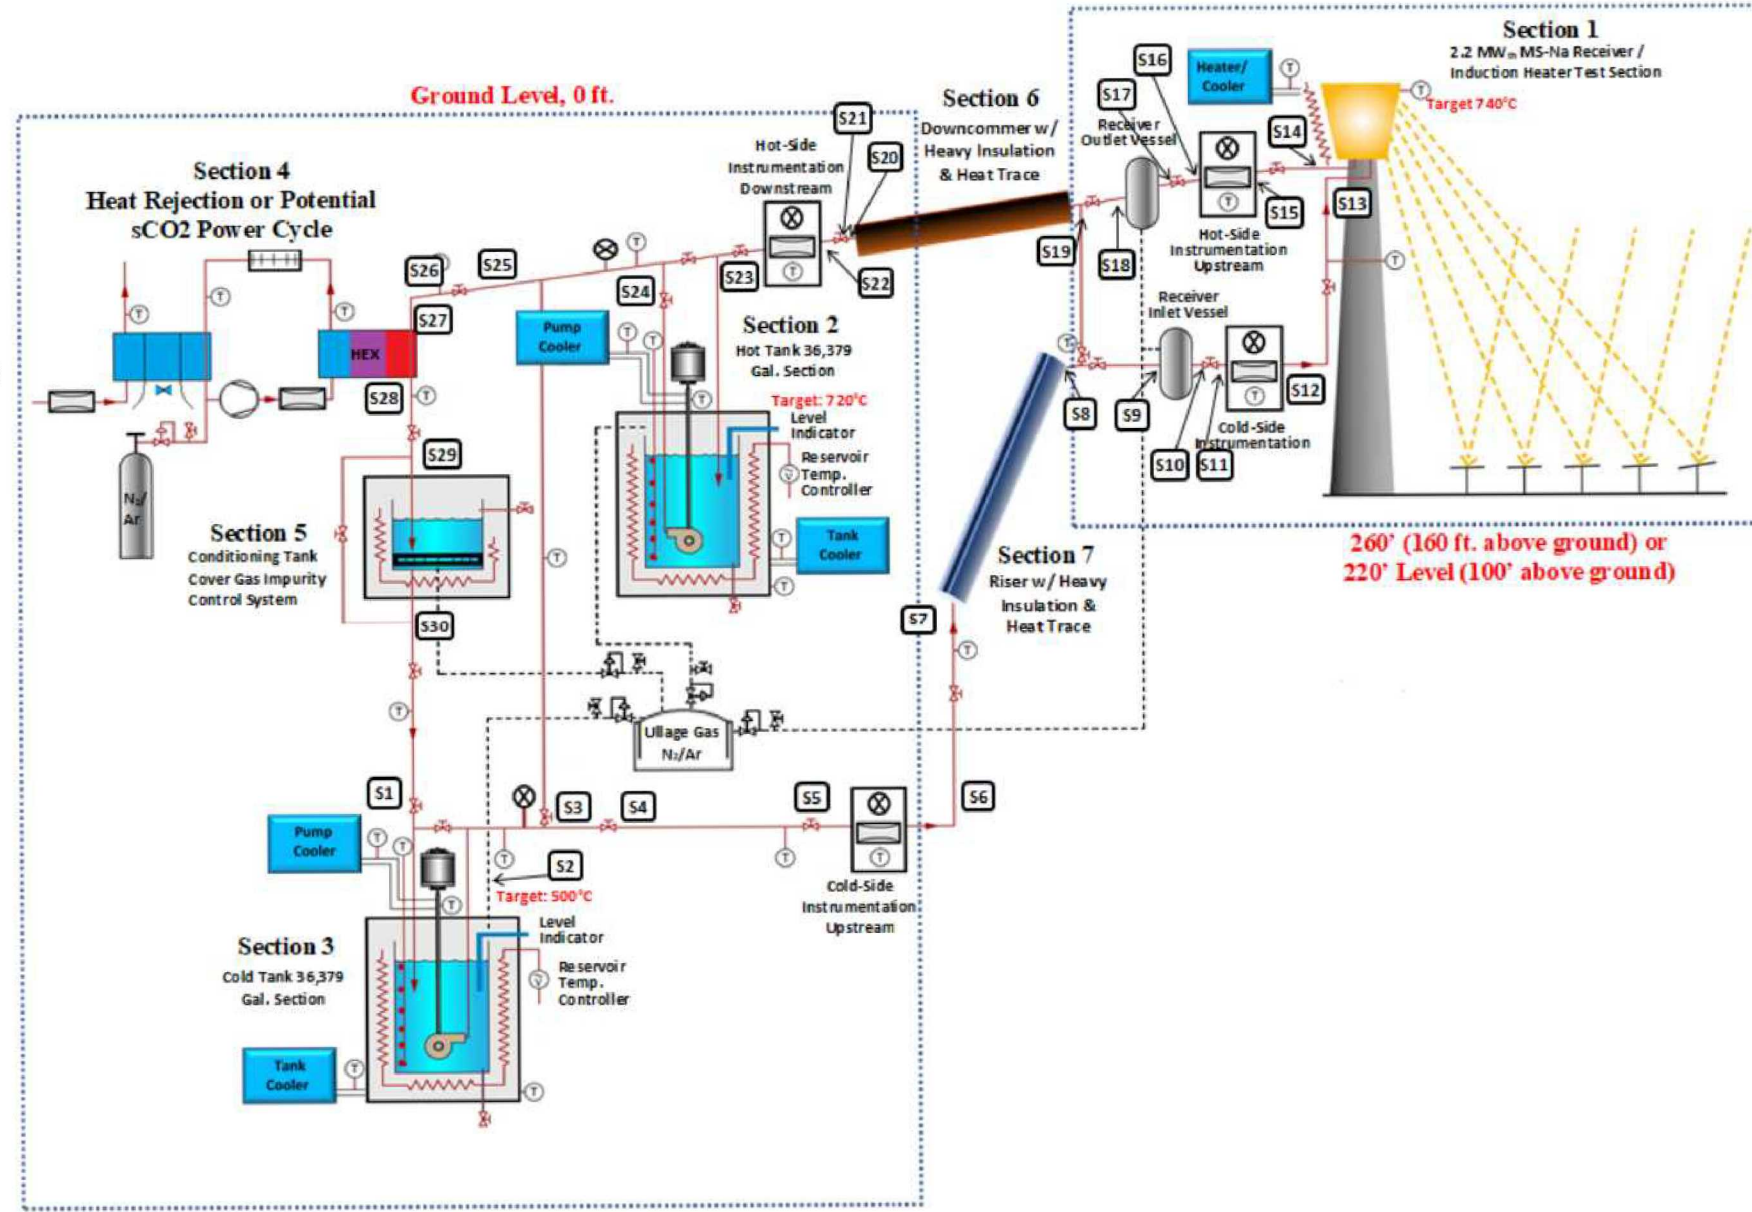 Section 1
2.2 MWth MS-Na Receiver /
Induction Heater Test Section
Heater/
Cooler
T
Target 740°C
T
S16
S17
S14
Receiver
Outlet Vessel
T
S15
S13
Hot-Side
Instrumentation
Upstream
T
S19
S18
Receiver
Inlet Vessel
T
T
S12
S8
S9
Cold-Side
Instrumentation
S10
S11
260' (160 ft. above ground) or
220' Level (100' above ground)
Ground Level, 0 ft.
Section 6
Downcommer w/
Heavy Insulation
& Heat Trace
S21
S20
Hot-Side
Instrumentation
Downstream
T
S22
S23
Section 4
Heat Rejection or Potential
sCO2 Power Cycle
S26
S25
S24
T
S27
T
T
T
HEX
S28
T
N2/
Ar
Pump
Cooler
T
T
T
Section 2
Hot Tank 36,379
Gal. Section
Target: 720°C
Level
Indicator
Reservoir
Temp.
Controller
Tank
Cooler
T
T
S29
Section 5
Conditioning Tank
Cover Gas Impurity
Control System
S30
T
T
Section 7
Riser w/ Heavy
Insulation &
Heat Trace
S7
T
Ullage Gas
N2/Ar
S1
S3
S4
S5
S6
T
T
T
Cold-Side
Instrumentation
Upstream
Pump
Cooler
T
T
T
S2
Target: 500°C
Level
Indicator
Section 3
Cold Tank 36,379
Gal. Section
Reservoir
Temp.
Controller
Tank
Cooler
T
T